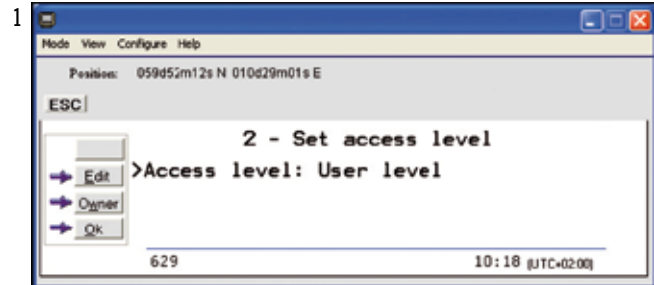 1
Mode View Configure Help
Position: 059d52m12s N 010d29m01s E
ESC
2 - Set access level
Edit >Access level: User level
Owner
Ok
629 10:18 (UTC+02:00)